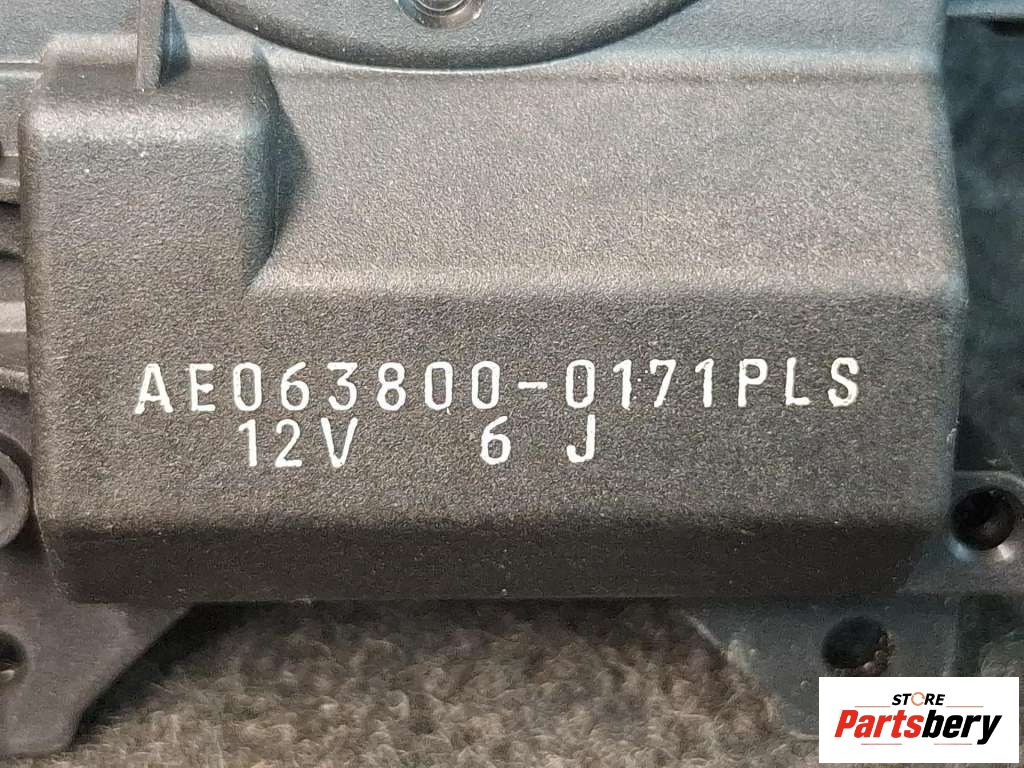 AE063800-0171PLS
12V 6 J
STORE
Partsbery